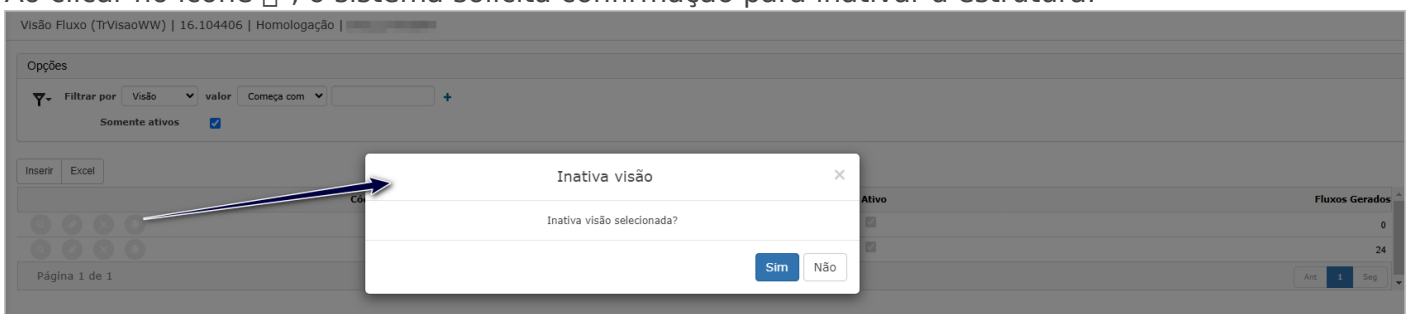 Ao clicar no ícone , o sistema solicita confirmação para inativar a estrutura.
Visão Fluxo (TrVisaoWW) | 16.104406 | Homologação |
Opções
Filtrar por Visão valor Começa com +
Somente ativos
Inserir Excel
Inativa visão ×
Ativo Fluxos Gerados
Inativa visão selecionada?
0
24
Sim Não
Página 1 de 1
Ant 1 Seg